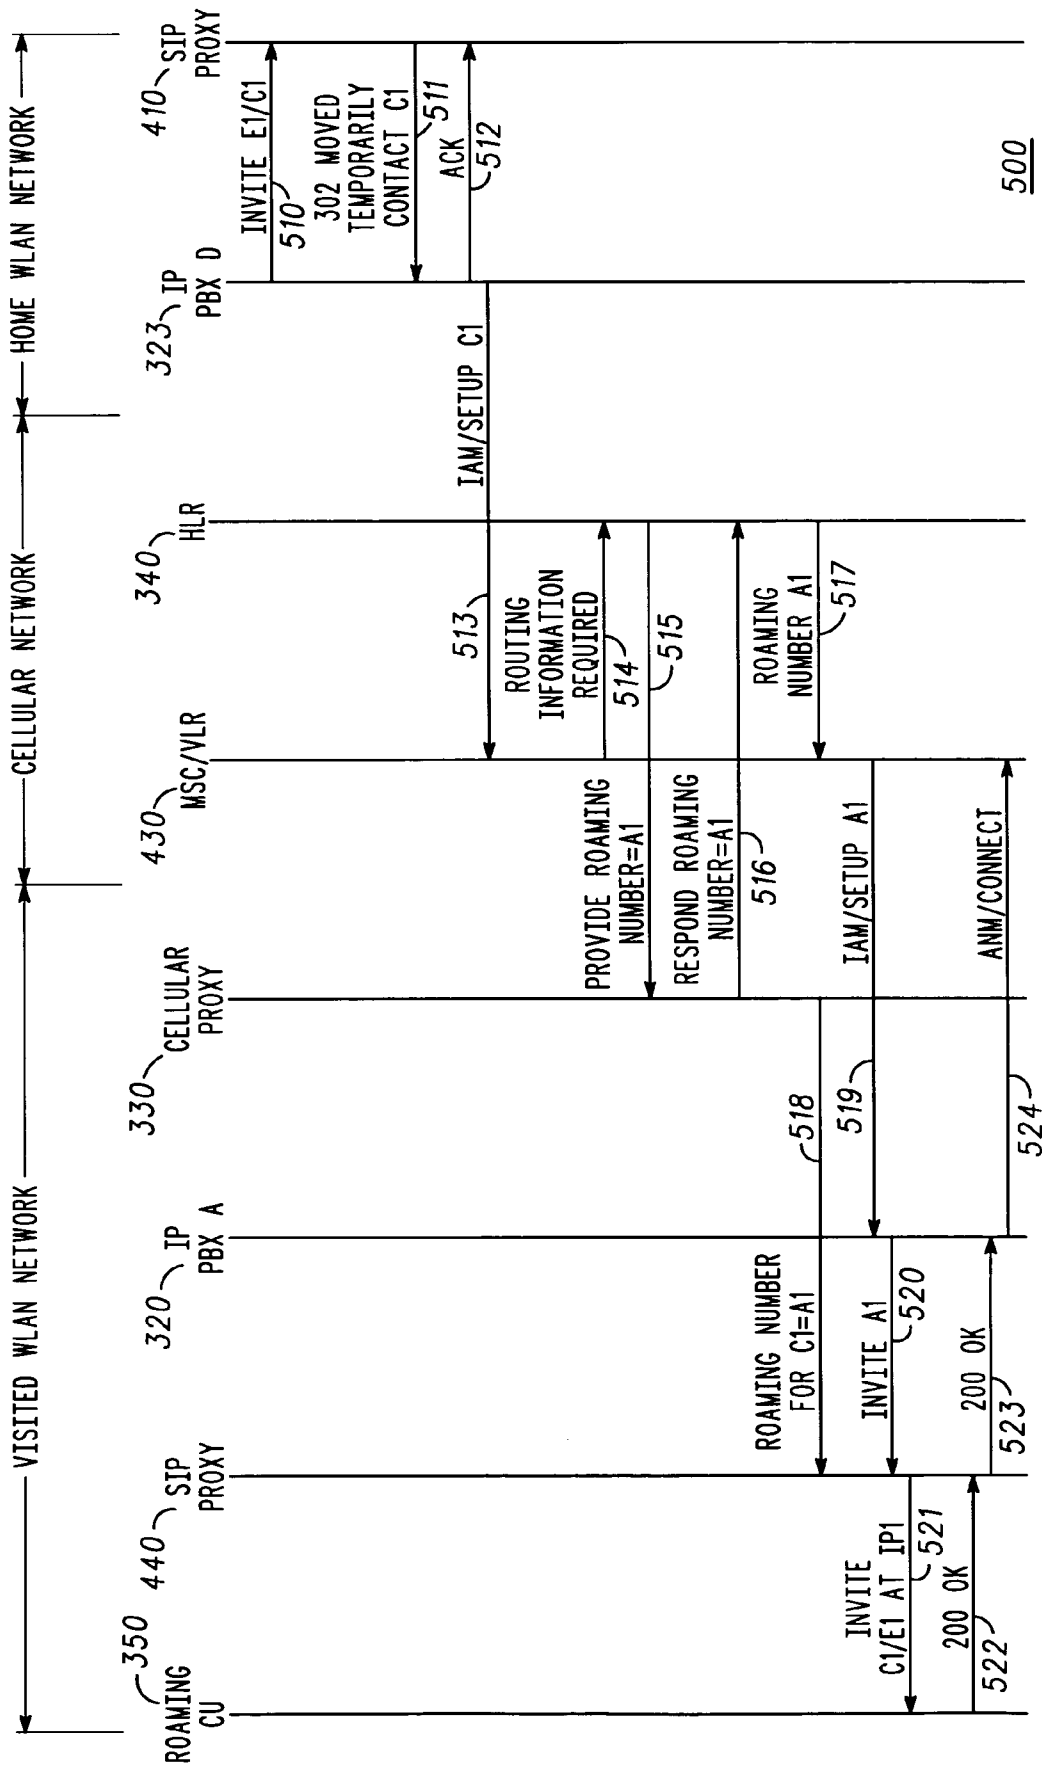 VISITED WLAN NETWORK
CELLULAR NETWORK
HOME WLAN NETWORK
350
ROAMING
CU
440
SIP
PROXY
320
IP
PBX A
330
CELLULAR
PROXY
430
MSC/VLR
340
HLR
323
IP
PBX D
410
SIP
PROXY
INVITE E1/C1
510
302 MOVED
TEMPORARILY
CONTACT C1
511
ACK
512
IAM/SETUP C1
513
ROUTING
INFORMATION
REQUIRED
514
PROVIDE ROAMING
NUMBER=A1
515
RESPOND ROAMING
NUMBER=A1
516
ROAMING
NUMBER A1
517
ROAMING NUMBER
FOR C1=A1
518
IAM/SETUP A1
519
INVITE A1
520
INVITE
C1/E1 AT IP1
521
200 OK
522
200 OK
523
ANM/CONNECT
524
500